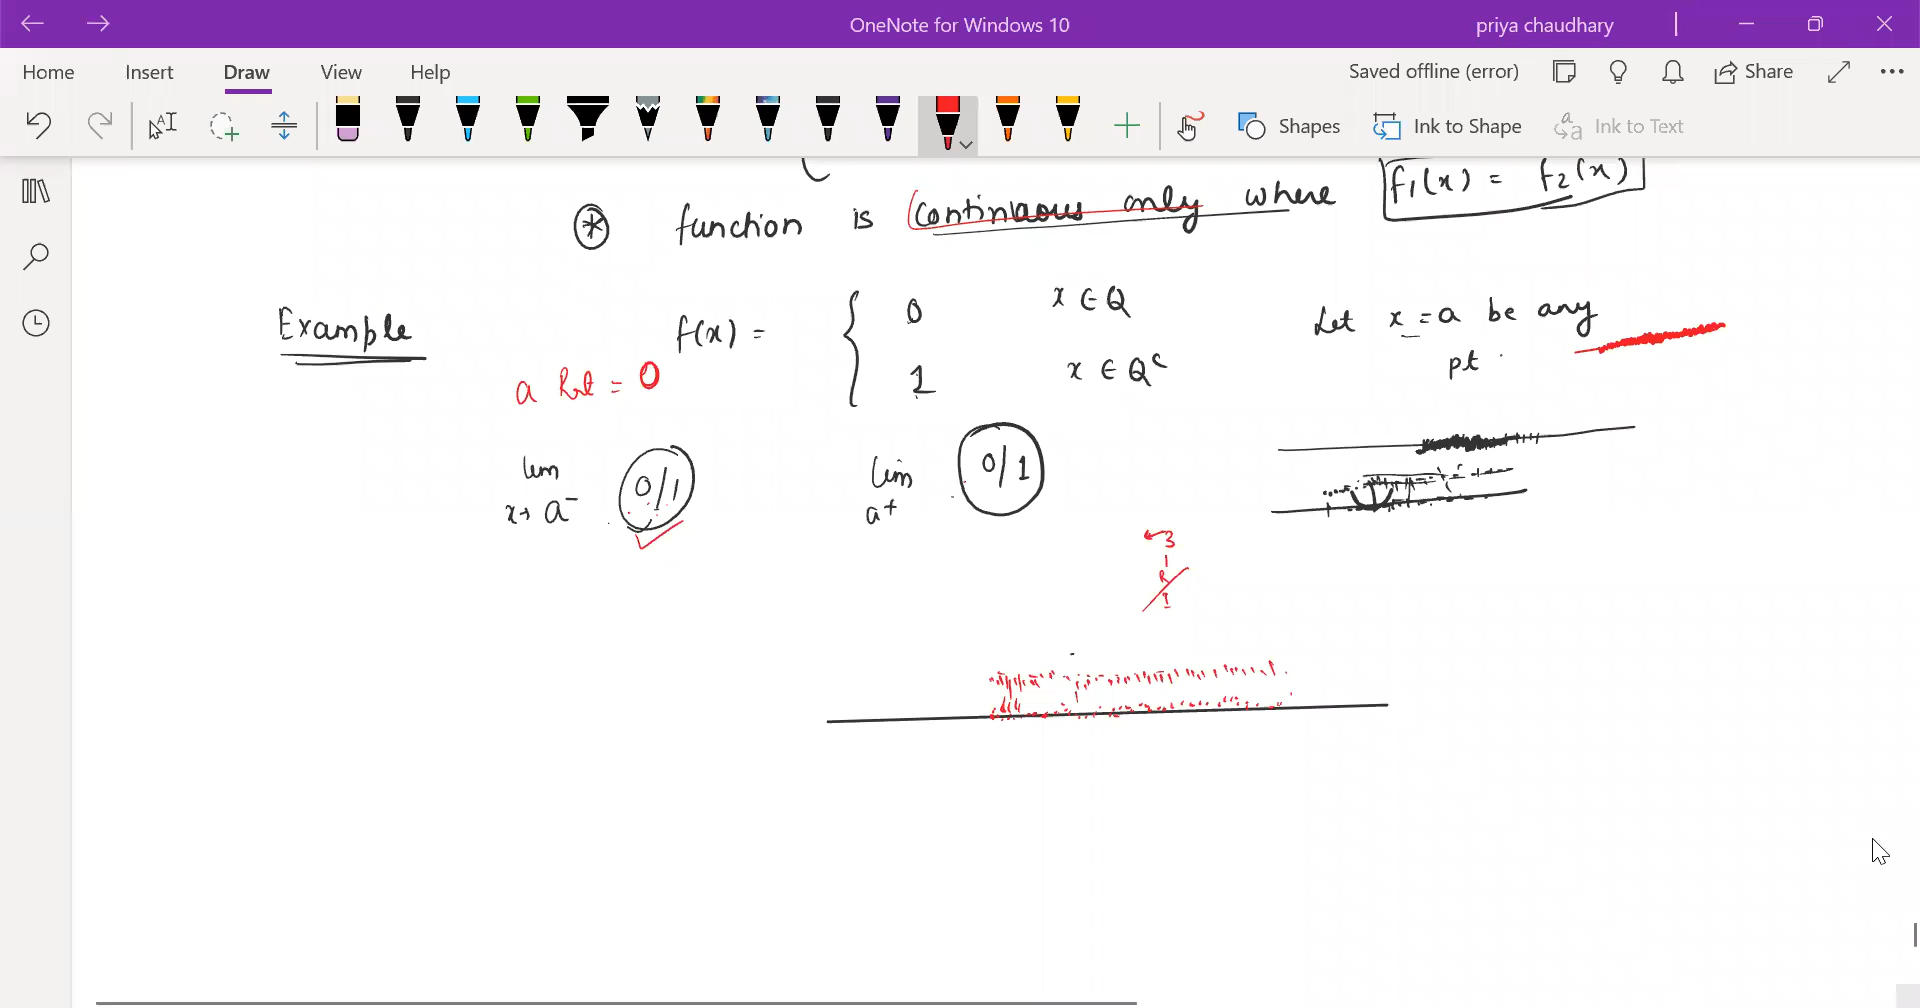 OneNote for Windows 10
priya chaudhary
Home Insert Draw View Help
Saved offline (error) Share
Shapes Ink to Shape Ink to Text
f₁(x) = f₂(x)
* function is continuous only where
Example f(x) = { 0 x ∈ Q
1 x ∈ Qᶜ
Let x = a be any
pt.
a Rat = 0
lim x→a⁻ 0/1
lim a⁺ 0/1
3
R
I